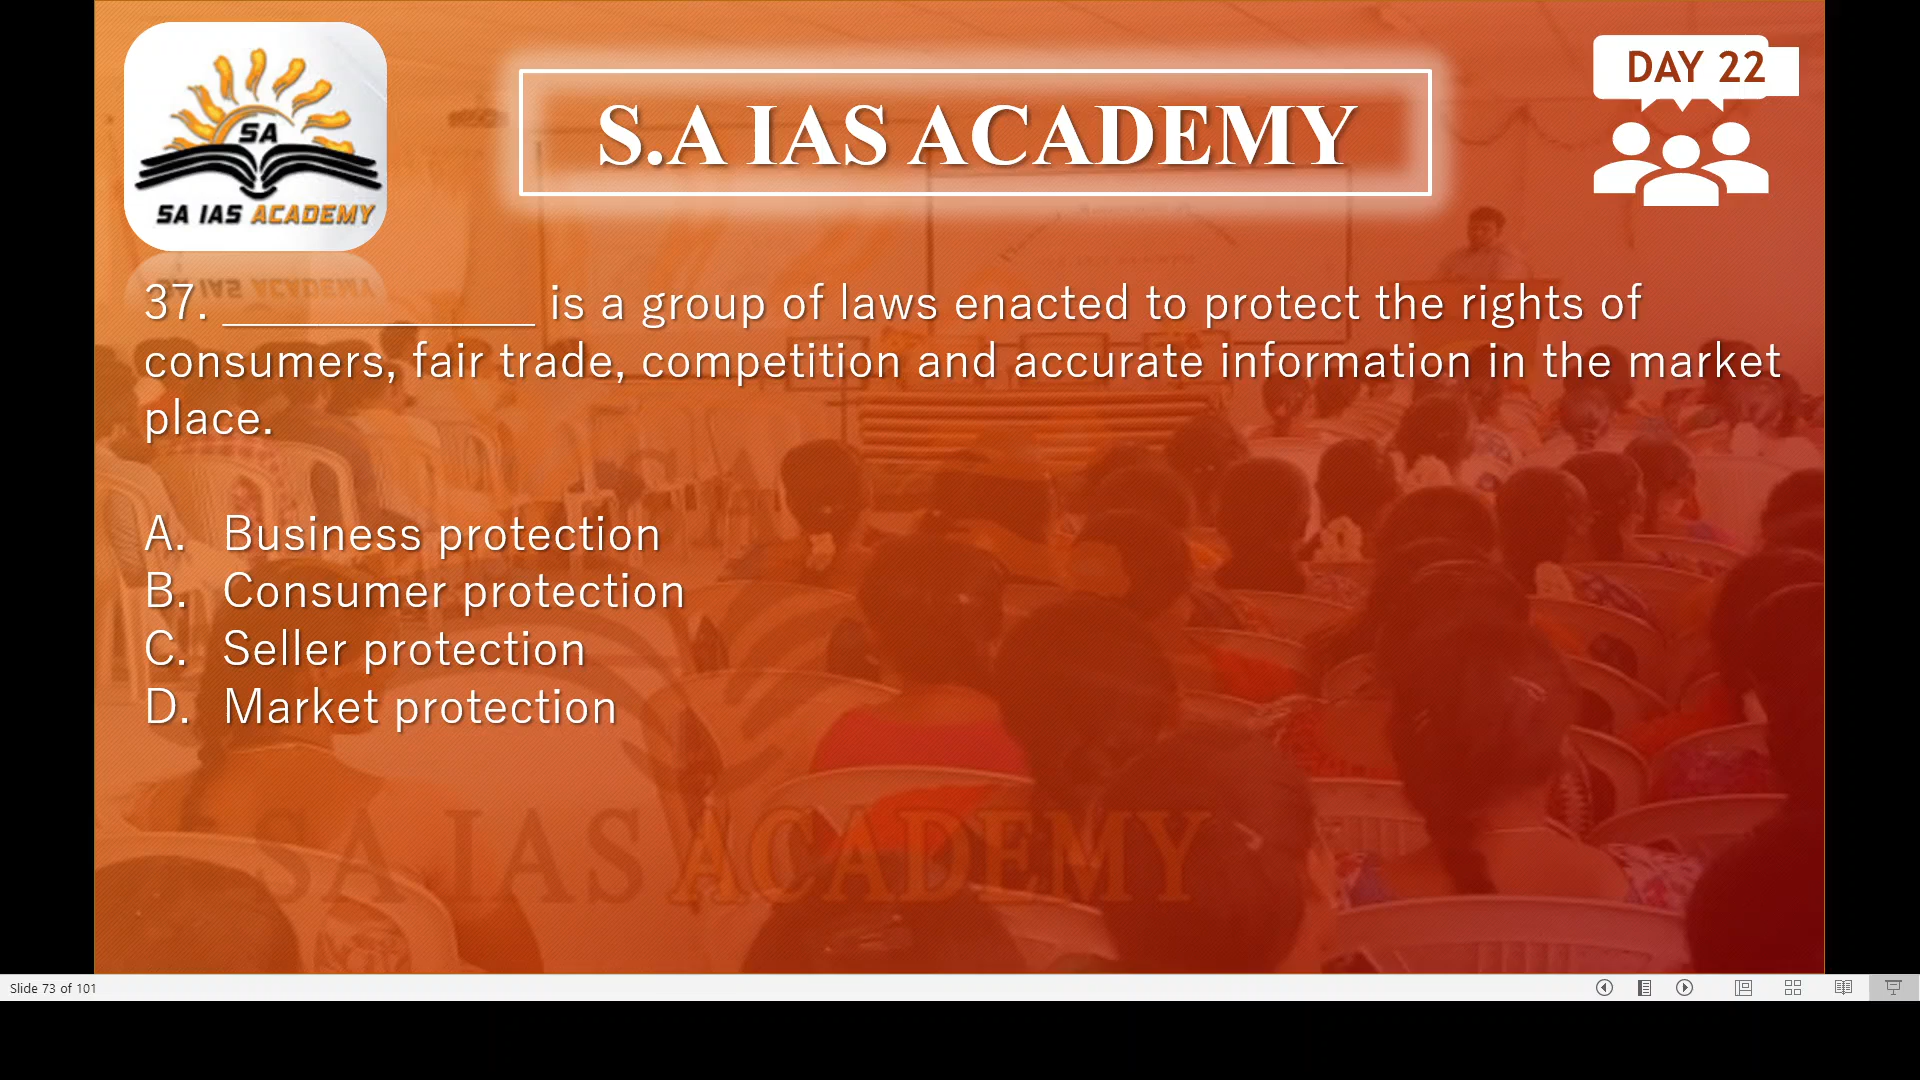 SA
SA IAS ACADEMY
S.A IAS ACADEMY
DAY 22
37. _____________ is a group of laws enacted to protect the rights of
consumers, fair trade, competition and accurate information in the market
place.
A. Business protection
B. Consumer protection
C. Seller protection
D. Market protection
SA IAS ACADEMY
Slide 73 of 101